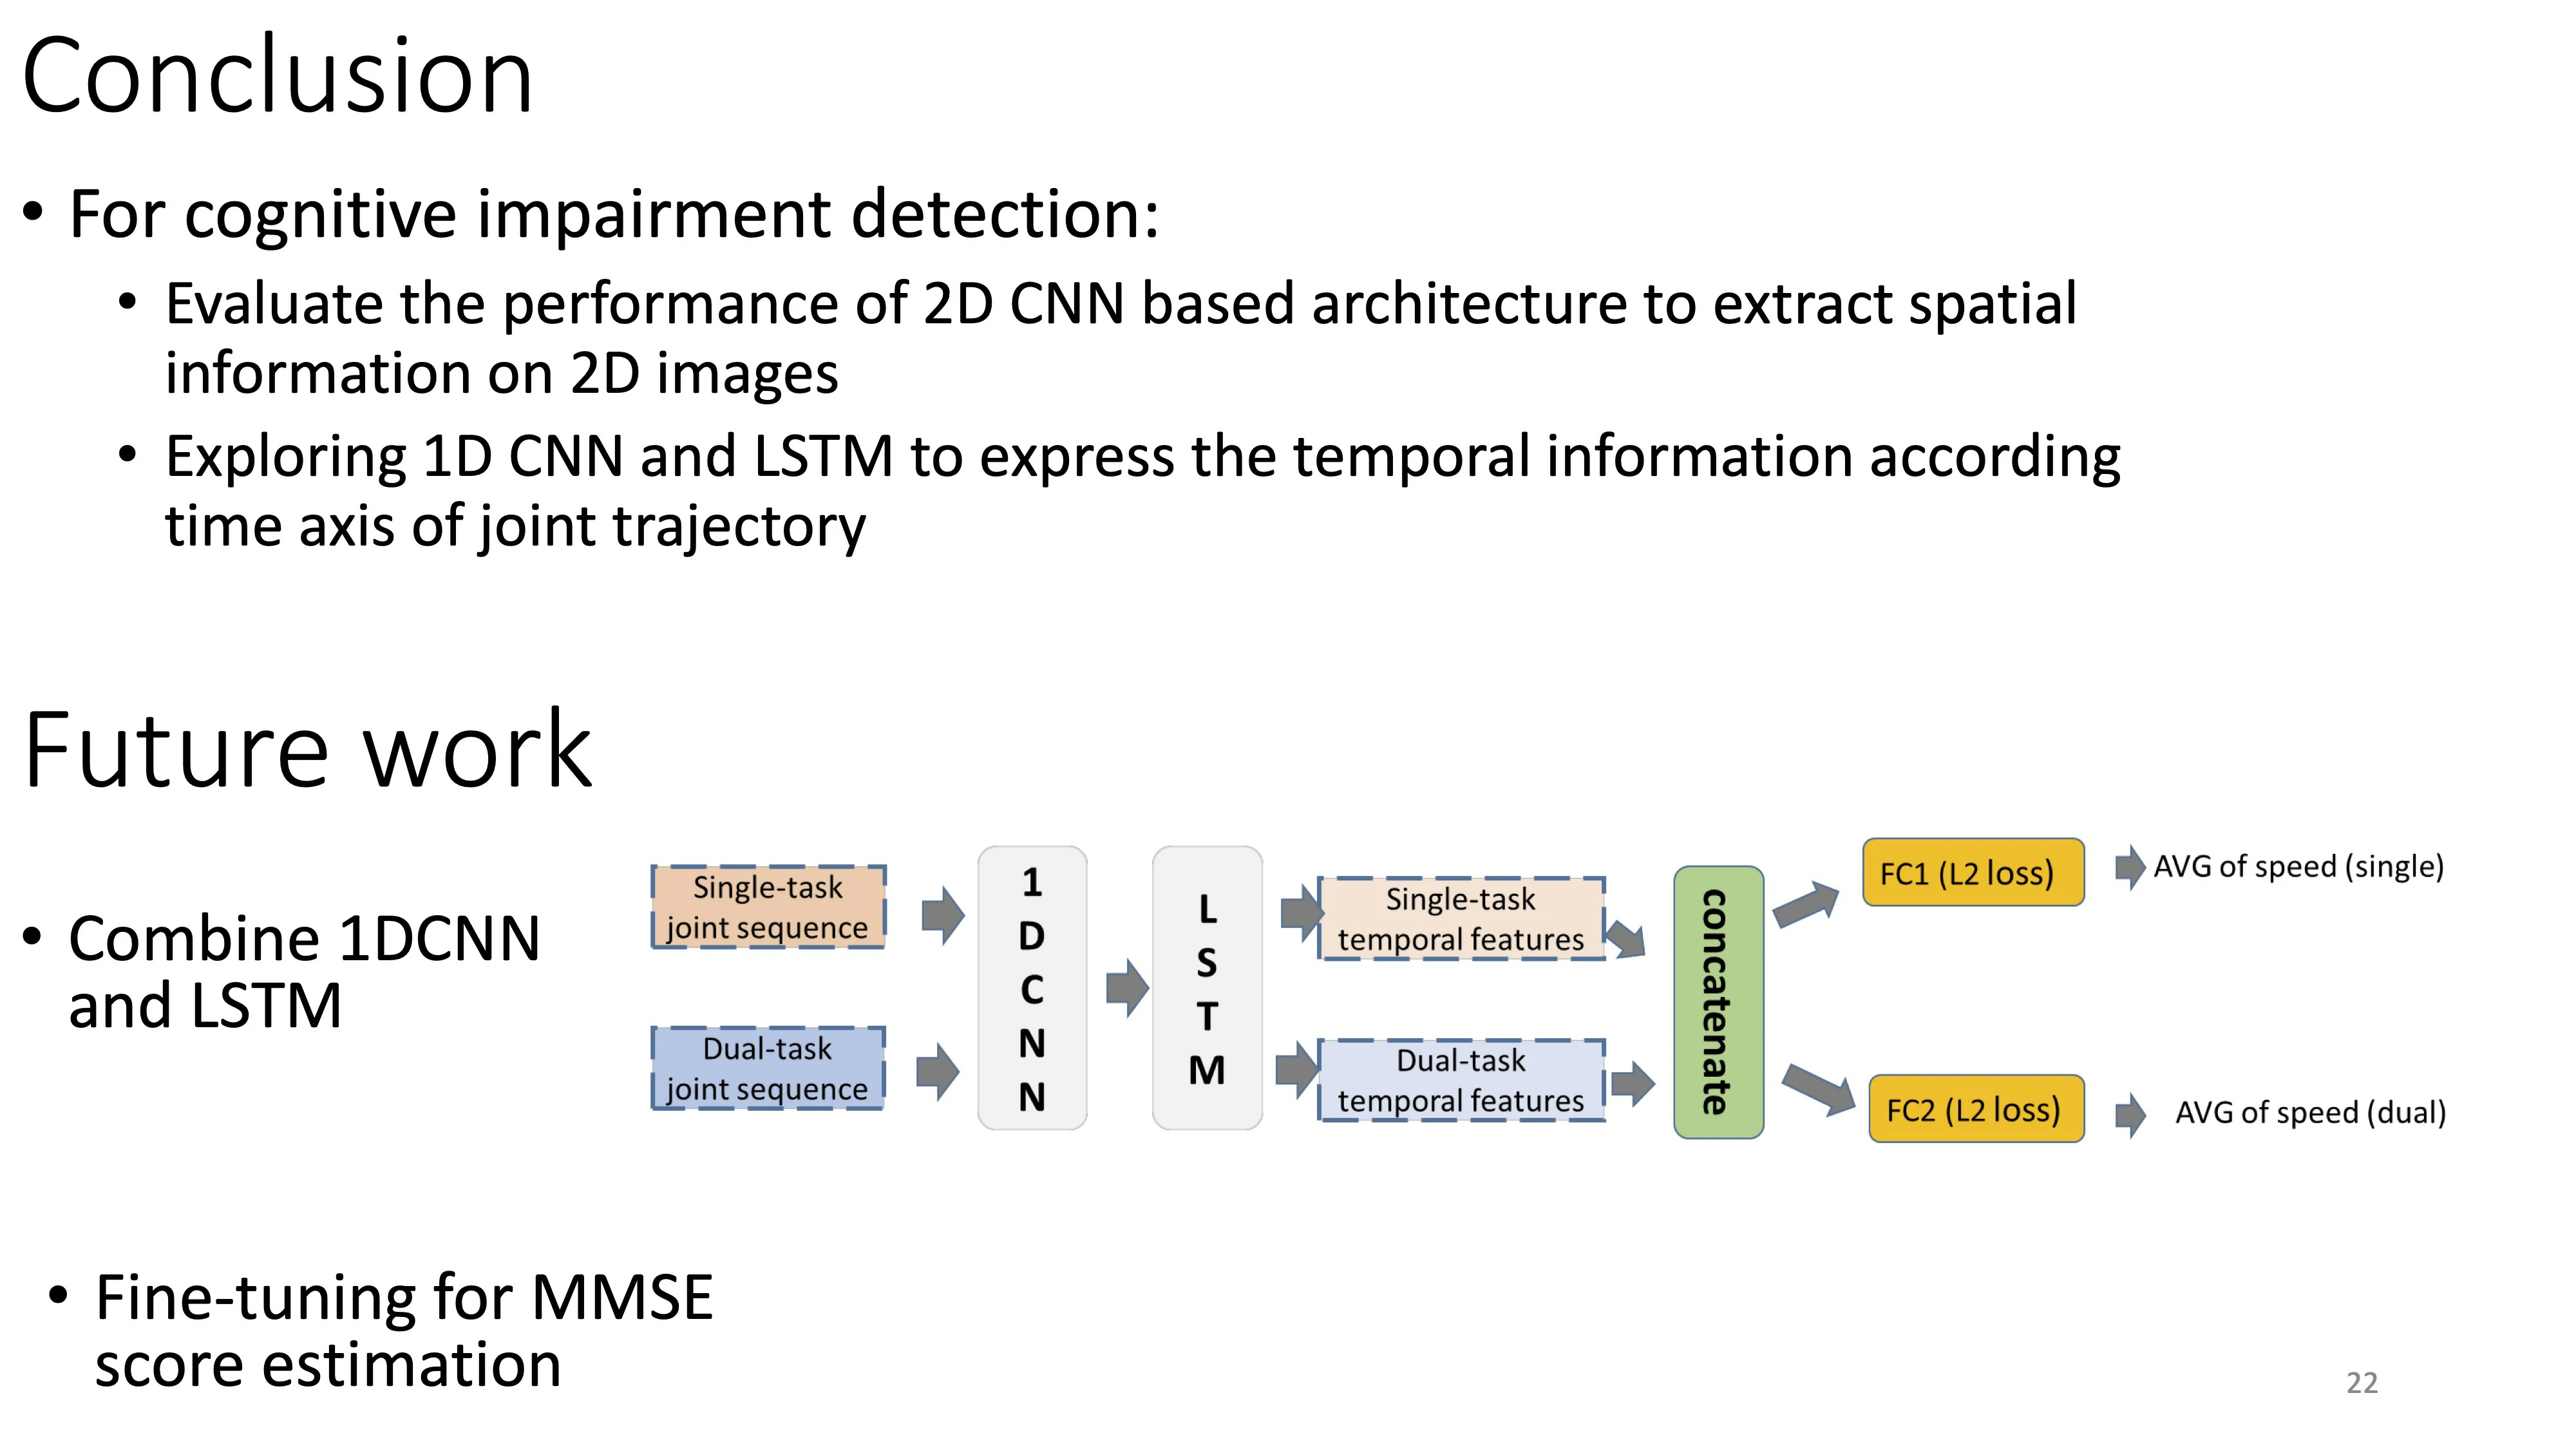 Conclusion
• For cognitive impairment detection:
• Evaluate the performance of 2D CNN based architecture to extract spatial
information on 2D images
• Exploring 1D CNN and LSTM to express the temporal information according
time axis of joint trajectory
Future work
• Combine 1DCNN
and LSTM
Single-task
joint sequence
Dual-task
joint sequence
1
D
C
N
N
L
S
T
M
Single-task
temporal features
Dual-task
temporal features
concatenate
FC1 (L2 loss)
AVG of speed (single)
FC2 (L2 loss)
AVG of speed (dual)
• Fine-tuning for MMSE
score estimation
22